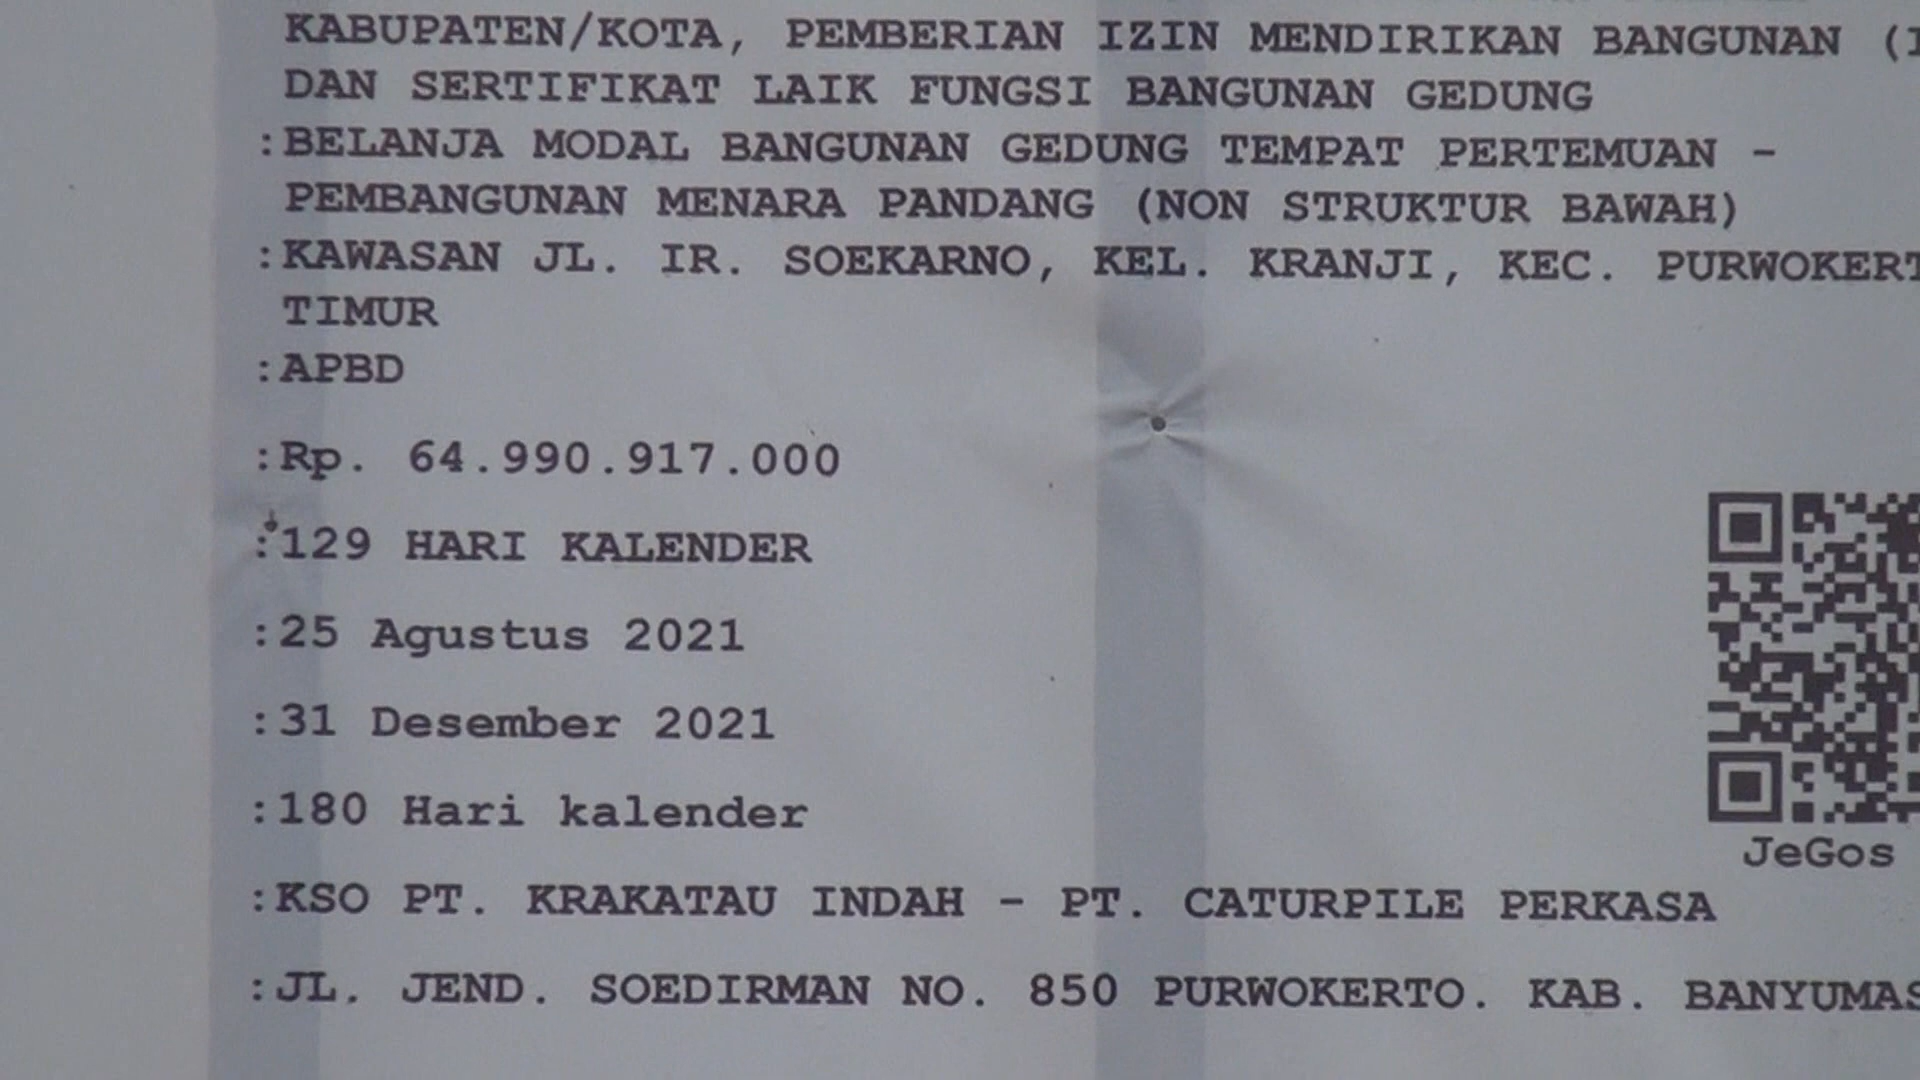 KABUPATEN/KOTA, PEMBERIAN IZIN MENDIRIKAN BANGUNAN (
DAN SERTIFIKAT LAIK FUNGSI BANGUNAN GEDUNG
:BELANJA MODAL BANGUNAN GEDUNG TEMPAT PERTEMUAN -
PEMBANGUNAN MENARA PANDANG (NON STRUKTUR BAWAH)
:KAWASAN JL. IR. SOEKARNO, KEL. KRANJI, KEC. PURWOKERT
TIMUR
:APBD
:Rp. 64.990.917.000
:129 HARI KALENDER
:25 Agustus 2021
:31 Desember 2021
:180 Hari kalender
JeGos
:KSO PT. KRAKATAU INDAH - PT. CATURPILE PERKASA
:JL. JEND. SOEDIRMAN NO. 850 PURWOKERTO. KAB. BANYUMAS